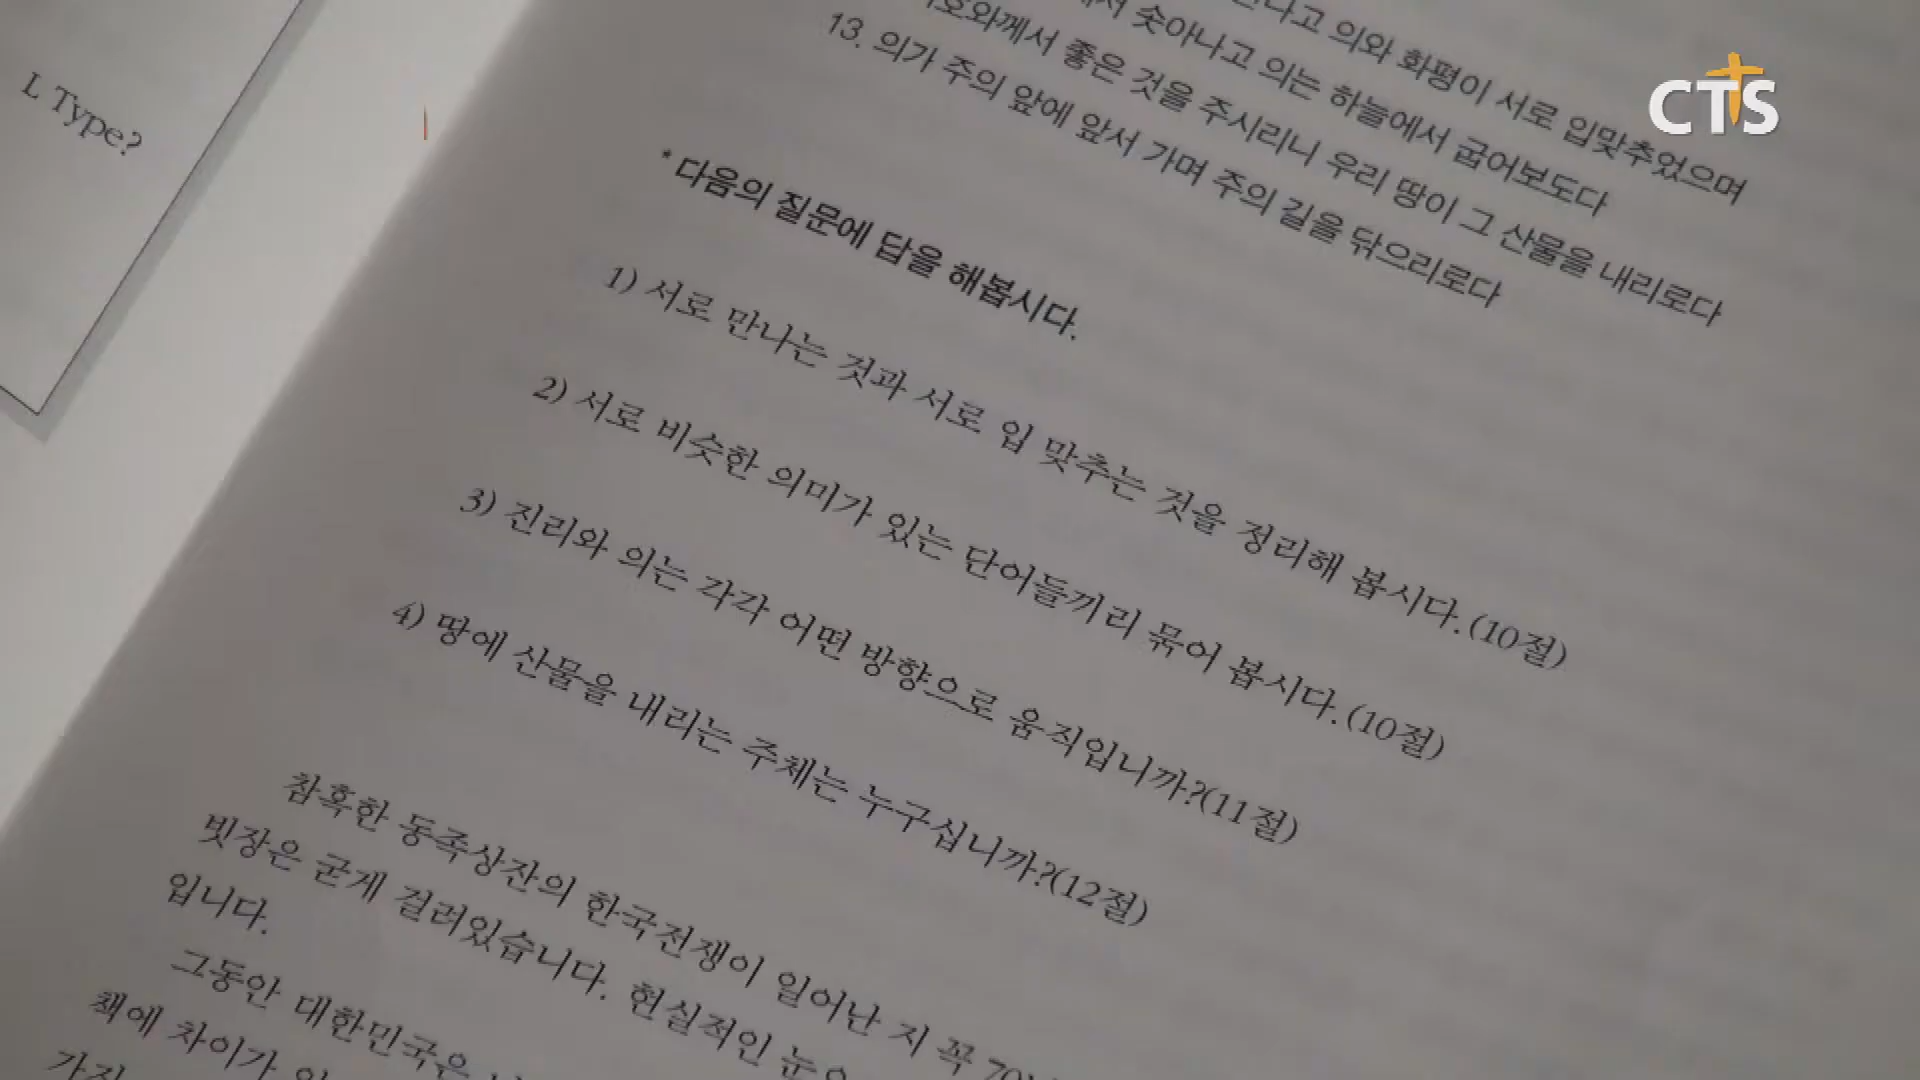 L Type?
의와 화평이 서로 입맞추었으며
솟아나고 의는 하늘에서 굽어보도다
좋은 것을 주시리니 우리 땅이 그 산물을 내리로다
13. 의가 주의 앞에 앞서 가며 주의 길을 닦으리로다
* 다음의 질문에 답을 해봅시다.
1) 서로 만나는 것과 서로 입 맞추는 것을 정리해 봅시다.(10절)
2) 서로 비슷한 의미가 있는 단어들끼리 묶어 봅시다.(10절)
3) 진리와 의는 각각 어떤 방향으로 움직입니까?(11절)
4) 땅에 산물을 내리는 주체는 누구십니까?(12절)
참혹한 동족상잔의 한국전쟁이 일어난 지 꼭
빗장은 굳게 걸려있습니다. 현실적인
입니다.
그동안 대한민국은
책에 차이가
CTS